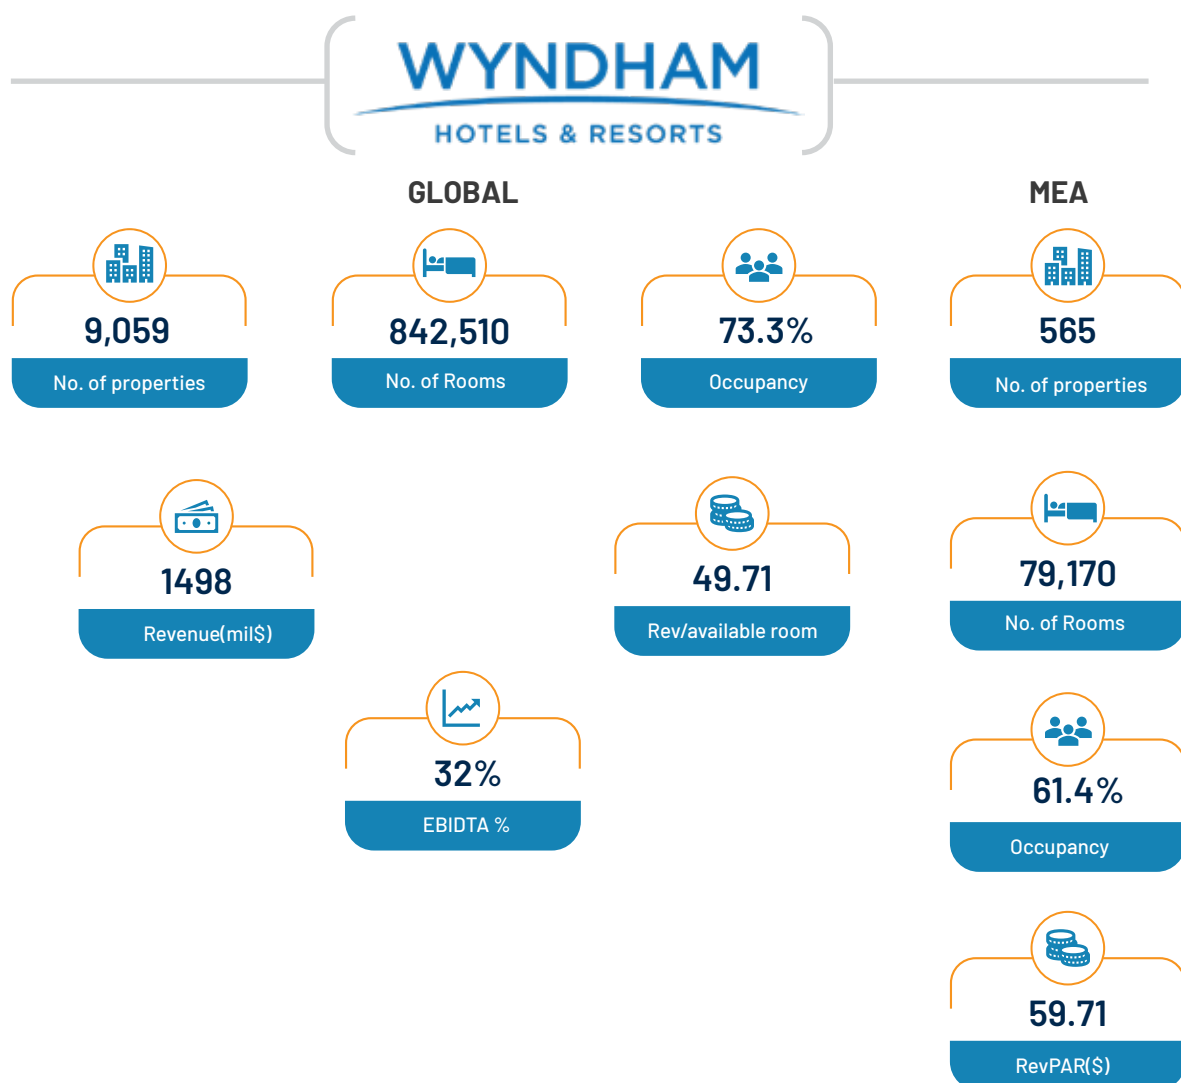 WYNDHAM
HOTELS & RESORTS
GLOBAL
9,059
No. of properties
842,510
No. of Rooms
73.3%
Occupancy
1498
Revenue(mil$)
49.71
Rev/available room
32%
EBIDTA %
MEA
565
No. of properties
79,170
No. of Rooms
61.4%
Occupancy
59.71
RevPAR($)